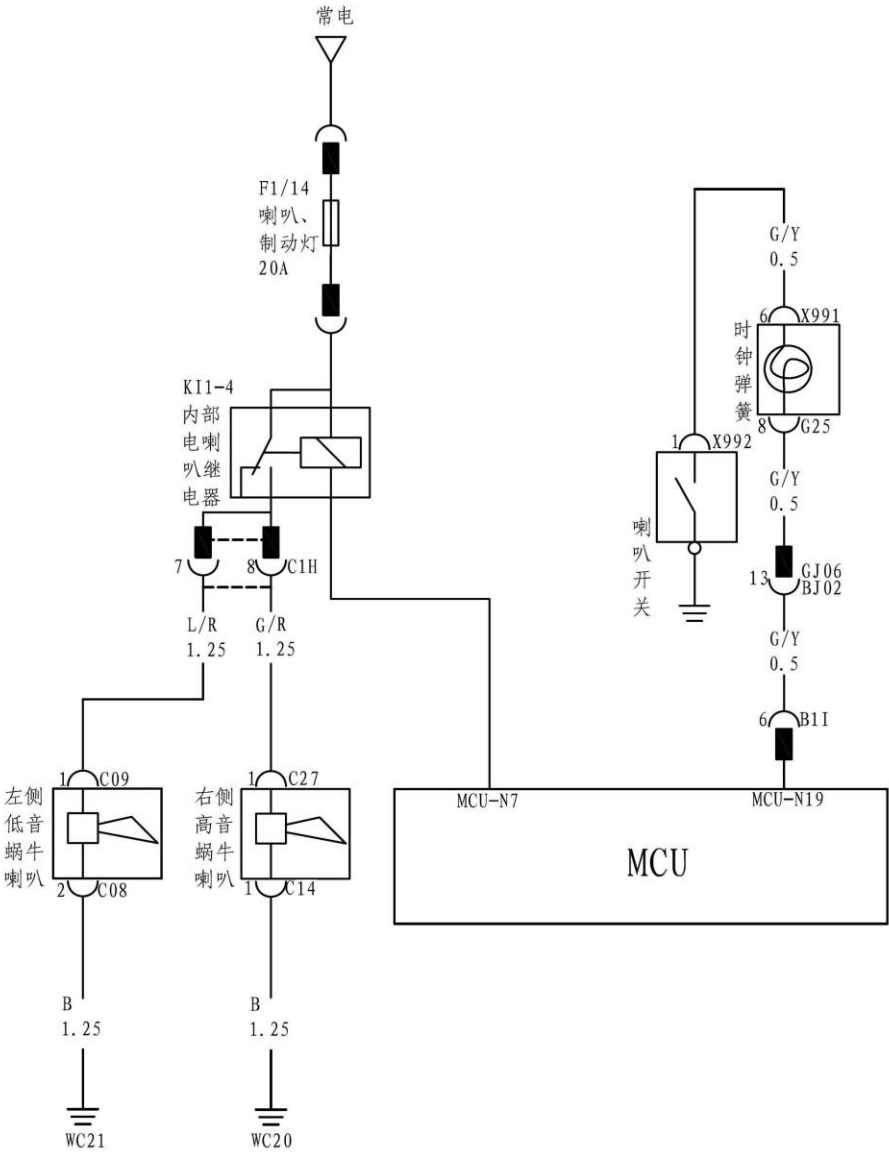 常电
F1/14
喇叭、
制动灯
20A
G/Y
0.5
6
X991
时
钟
弹
簧
8
G25
KI1-4
内部
电喇
叭继
电器
1
X992
喇
叭
开
关
G/Y
0.5
7
8
C1H
13
GJ06
BJ02
L/R
1.25
G/R
1.25
G/Y
0.5
6
B1I
1
C09
左侧
低音
蜗牛
喇叭
2
C08
1
C27
右侧
高音
蜗牛
喇叭
1
C14
MCU-N7
MCU-N19
MCU
B
1.25
B
1.25
WC21
WC20